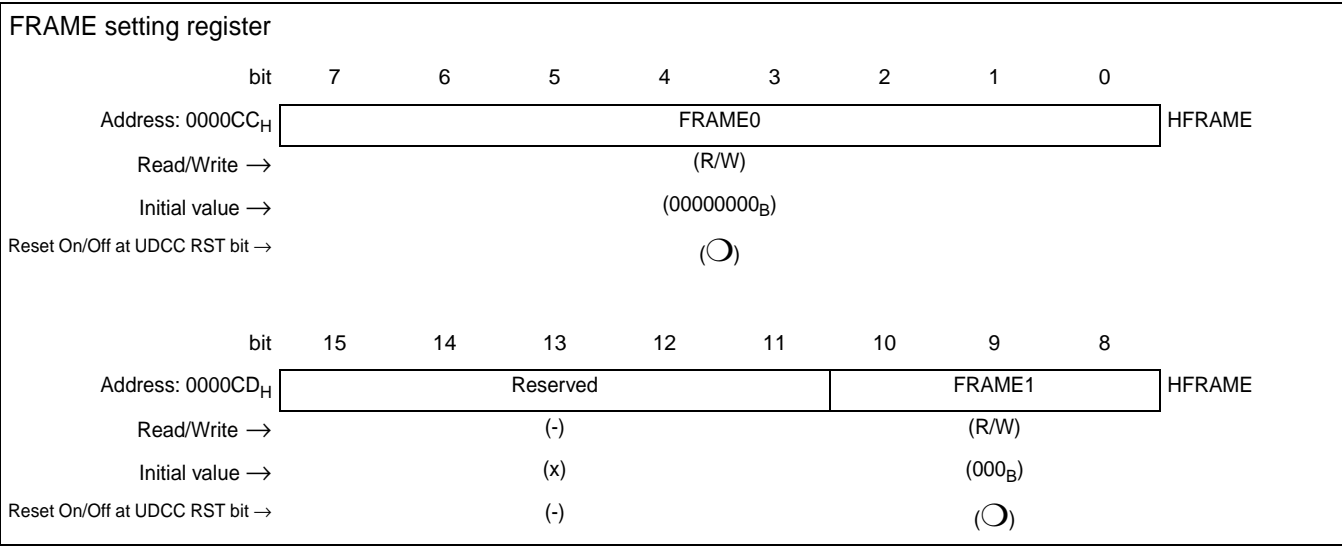 FRAME setting register
bit 7 6 5 4 3 2 1 0
Address: 0000CCH FRAME0 HFRAME
Read/Write → (R/W)
Initial value → (00000000B)
Reset On/Off at UDCC RST bit → (❍)
bit 15 14 13 12 11 10 9 8
Address: 0000CDH Reserved FRAME1 HFRAME
Read/Write → (-) (R/W)
Initial value → (x) (000B)
Reset On/Off at UDCC RST bit → (-) (❍)